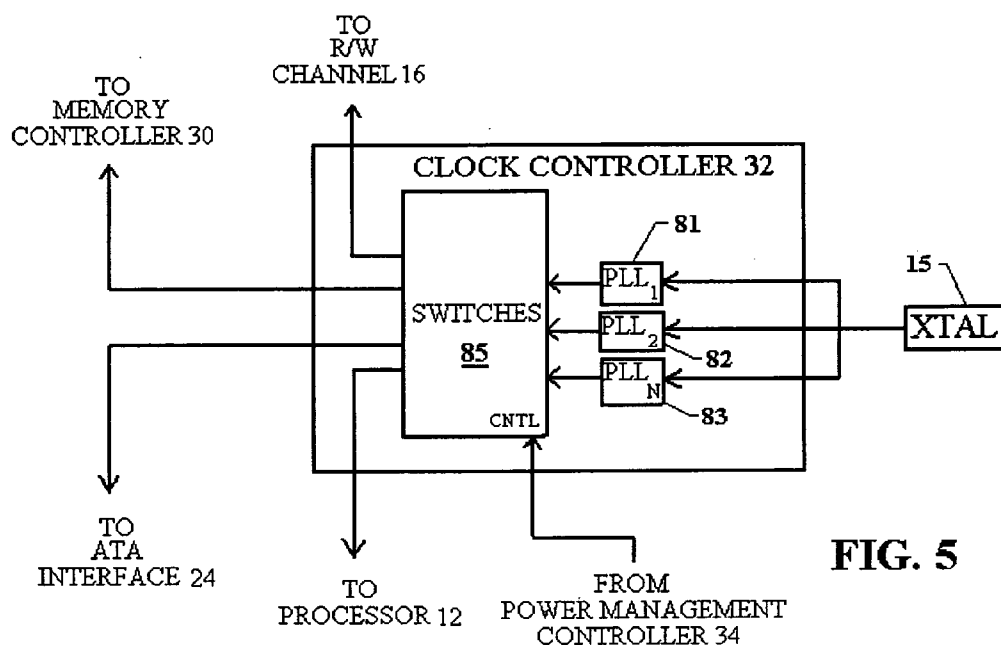 TO
R/W
CHANNEL 16
TO
MEMORY
CONTROLLER 30
CLOCK CONTROLLER 32
81
PLL1
15
XTAL
SWITCHES
85
PLL2
82
PLLN
83
CNTL
TO
ATA
INTERFACE 24
TO
PROCESSOR 12
FROM
POWER MANAGEMENT
CONTROLLER 34
FIG. 5